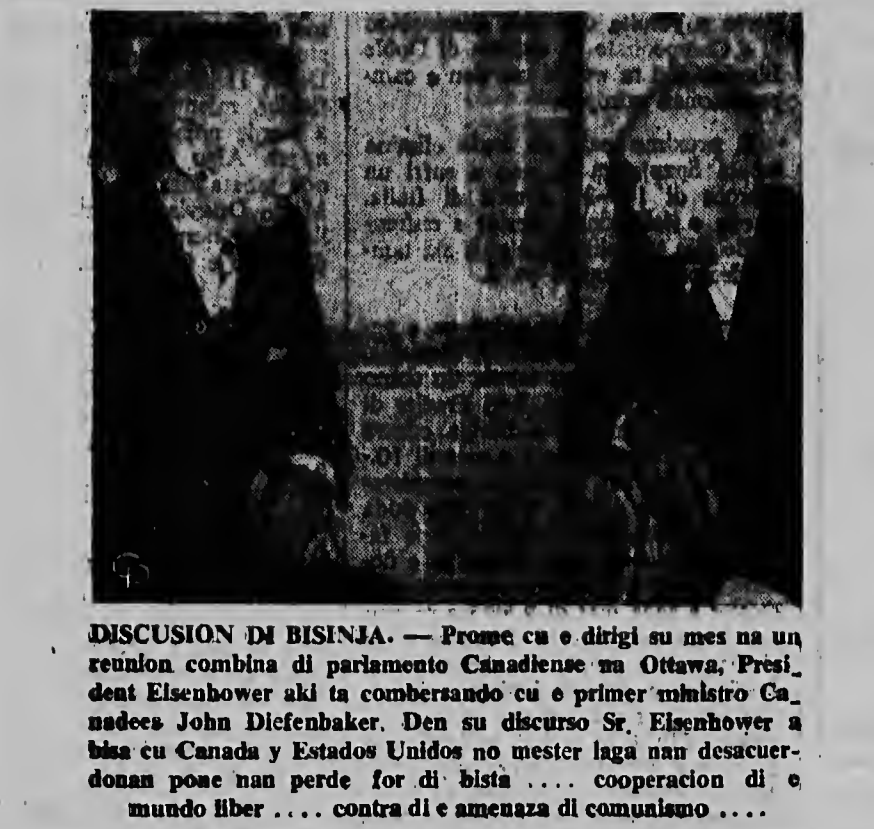 DISCUSION DI BISINJA. — Prome cu e dirigi su mes na un
reunion combina di parlamento Canadiense na Ottawa, Presi_
dent Eisenhower aki ta combersando cu e primer ministro Ca_
nadees John Diefenbaker. Den su discurso Sr. Eisenhower a
bisa cu Canada y Estados Unidos no mester laga nan desacuer-
donan pone nan perde for di bista .... cooperacion di e
mundo liber .... contra di e amenaza di comunismo ....